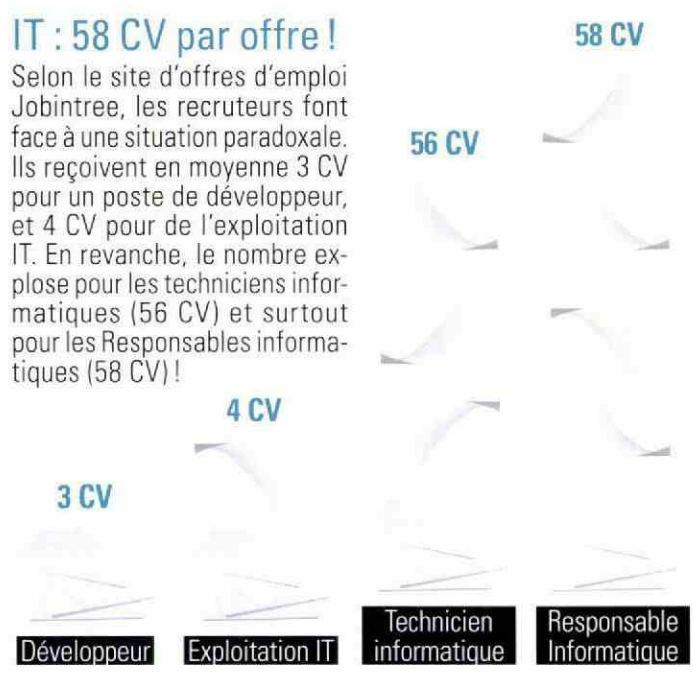 IT : 58 CV par offre !
Selon le site d'offres d'emploi
Jobintree, les recruteurs font
face à une situation paradoxale.
Ils reçoivent en moyenne 3 CV
pour un poste de développeur,
et 4 CV pour de l'exploitation
IT. En revanche, le nombre ex-
plose pour les techniciens infor-
matiques (56 CV) et surtout
pour les Responsables informa-
tiques (58 CV) !
3 CV
4 CV
56 CV
58 CV
Développeur
Exploitation IT
Technicien
informatique
Responsable
Informatique